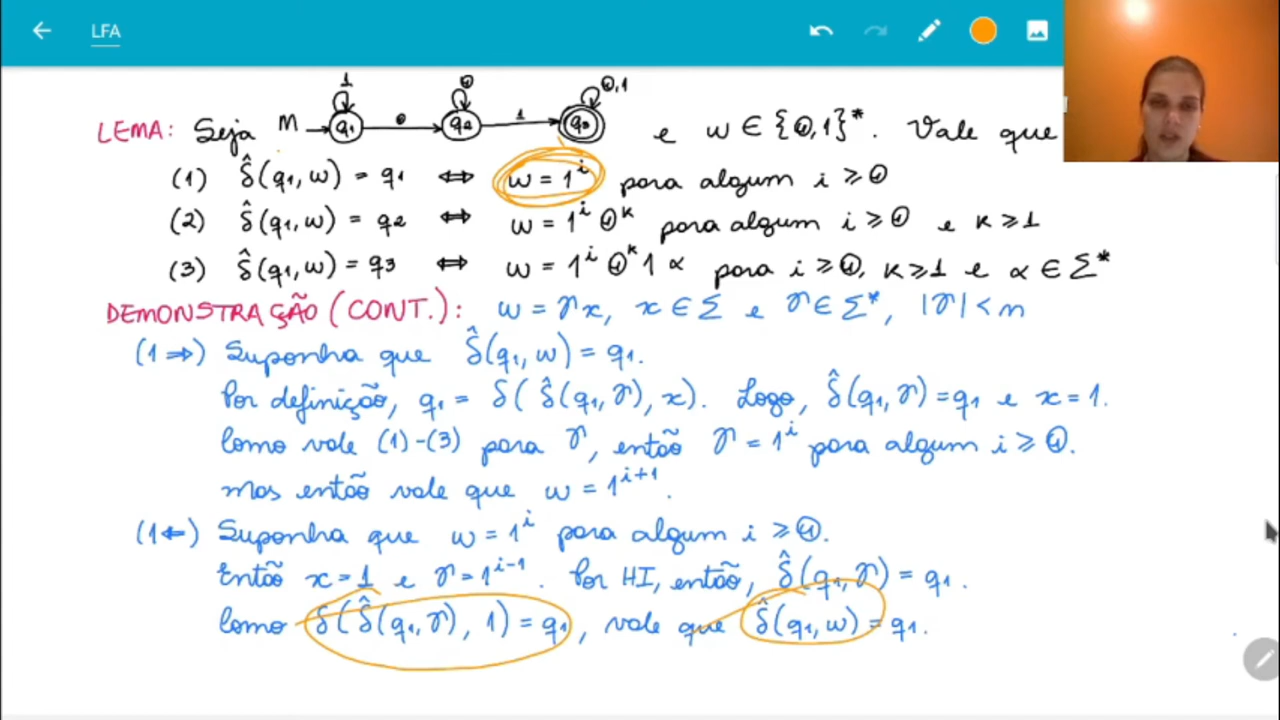 LFA
LEMA: Seja M → q1 1 0 q2 0 1 q3 0,1 e w ∈ {0,1}*. Vale que
(1) δ̂(q1, w) = q1 ⟺ w = 1^i para algum i ⩾ 0
(2) δ̂(q1, w) = q2 ⟺ w = 1^i 0^k para algum i ⩾ 0 e k ⩾ 1
(3) δ̂(q1, w) = q3 ⟺ w = 1^i 0^k 1 α para i ⩾ 0, k ⩾ 1 e α ∈ Σ*
DEMONSTRAÇÃO (CONT.): w = γx, x ∈ Σ e γ ∈ Σ*, |γ| < n
(1⇒) Suponha que δ̂(q1, w) = q1.
Por definição, q1 = δ(δ̂(q1, γ), x). Logo, δ̂(q1, γ) = q1 e x = 1.
Como vale (1)-(3) para γ, então γ = 1^i para algum i ⩾ 0.
Mas então vale que w = 1^{i+1}.
(1⇐) Suponha que w = 1^i para algum i ⩾ 0.
Então x = 1 e γ = 1^{i-1}. Por HI, então, δ̂(q1, γ) = q1.
Como δ(δ̂(q1, γ), 1) = q1, vale que δ̂(q1, w) = q1.